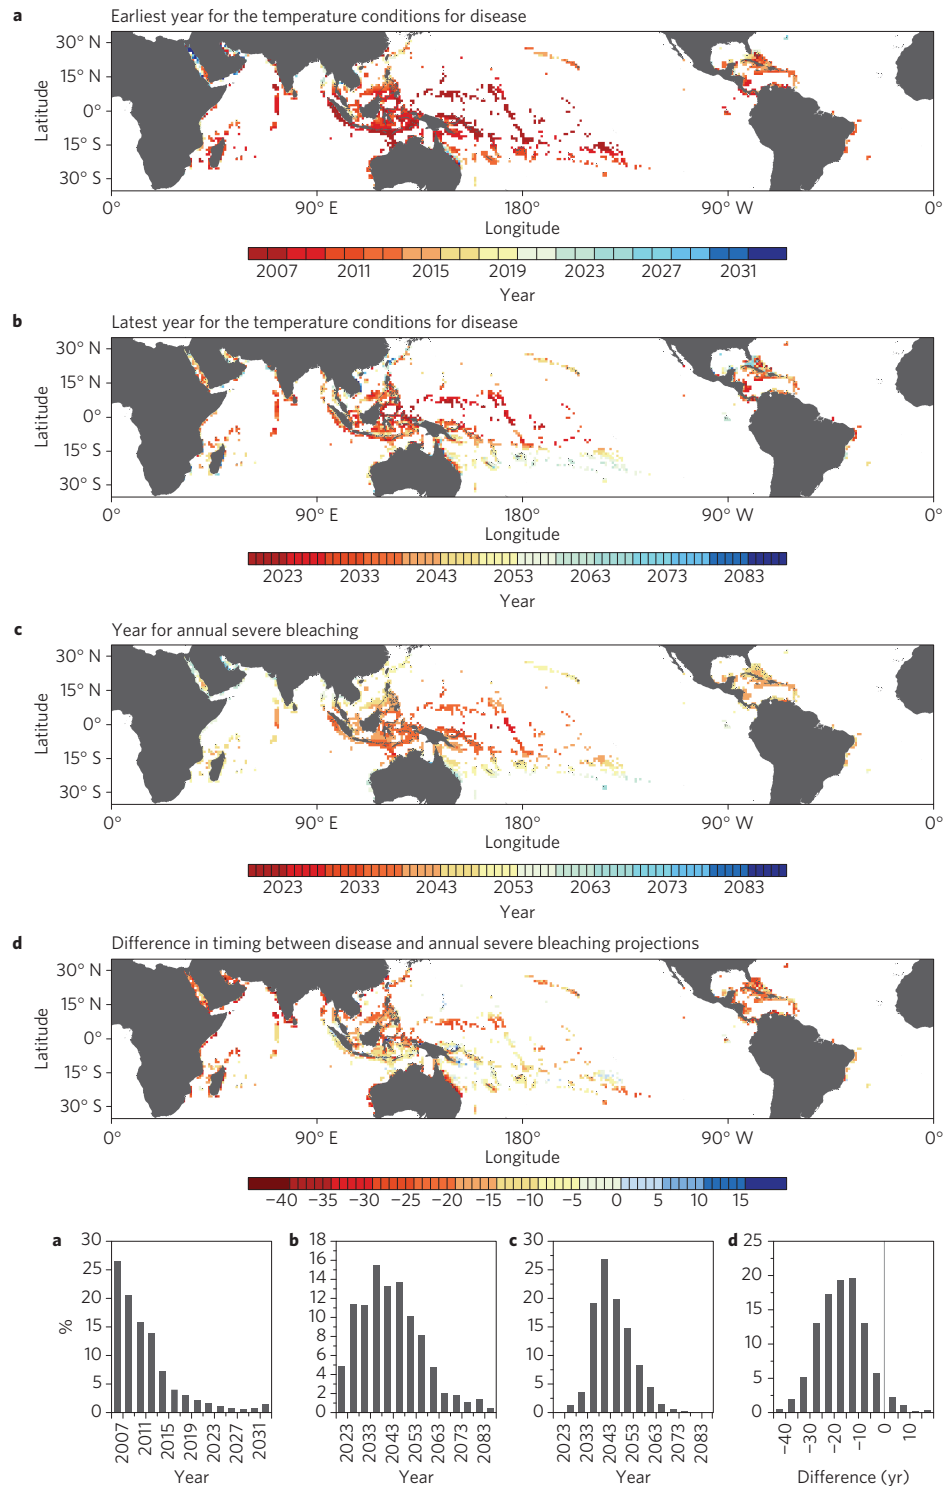 a Earliest year for the temperature conditions for disease
30° N
15° N
0°
15° S
30° S
Latitude
0° 90° E 180° 90° W 0°
Longitude
2007 2011 2015 2019 2023 2027 2031
Year
b Latest year for the temperature conditions for disease
30° N
15° N
0°
15° S
30° S
Latitude
0° 90° E 180° 90° W 0°
Longitude
2023 2033 2043 2053 2063 2073 2083
Year
c Year for annual severe bleaching
30° N
15° N
0°
15° S
30° S
Latitude
0° 90° E 180° 90° W 0°
Longitude
2023 2033 2043 2053 2063 2073 2083
Year
d Difference in timing between disease and annual severe bleaching projections
30° N
15° N
0°
15° S
30° S
Latitude
0° 90° E 180° 90° W 0°
Longitude
−40 −35 −30 −25 −20 −15 −10 −5 0 5 10 15
a
30
25
20
15
10
5
0
%
2007 2011 2015 2019 2023 2027 2031
Year
b
18
16
14
12
10
8
6
4
2
0
2023 2033 2043 2053 2063 2073 2083
Year
c
30
25
20
15
10
5
0
2023 2033 2043 2053 2063 2073 2083
Year
d
25
20
15
10
5
0
−40 −30 −20 −10 0 10
Difference (yr)